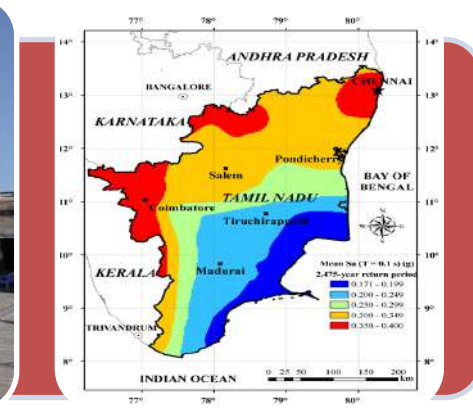 77° 78° 79° 80°
14° 14°
ANDHRA PRADESH
BANGALORE
CHENNAI
13° 13°
KARNATAKA
12° 12°
Pondicherry
Salem
BAY OF
BENGAL
TAMIL NADU
11° 11°
Coimbatore
Tiruchirappalli
10° 10°
KERALA
Madurai
Mean Sa (T = 0.1 s) (g)
2,475-year return period
0.171 - 0.199
0.200 - 0.249
9° 9°
0.250 - 0.299
0.300 - 0.349
TRIVANDRUM
0.350 - 0.400
8° 8°
INDIAN OCEAN
0 25 50 100 150 200
km
77° 78° 79° 80°